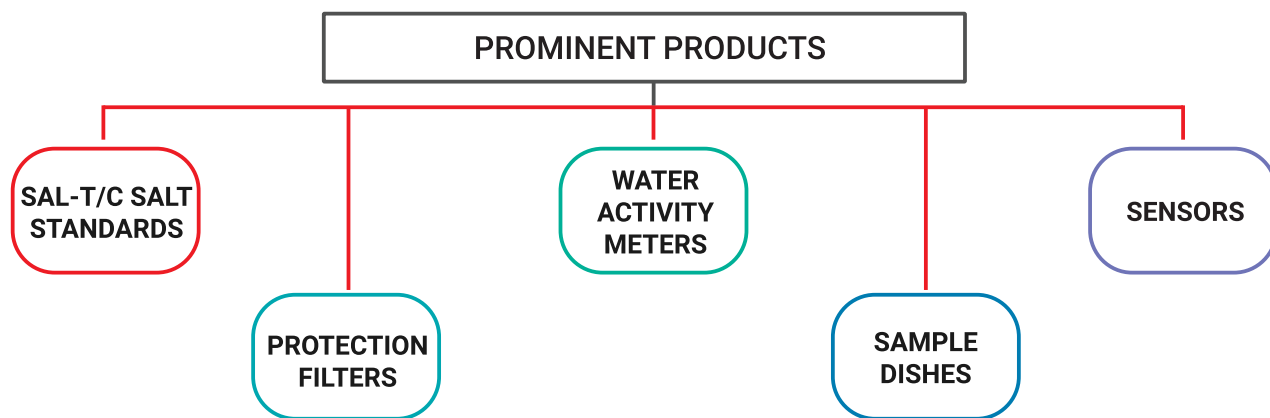 PROMINENT PRODUCTS
SAL-T/C SALT
STANDARDS
WATER
ACTIVITY
METERS
SENSORS
PROTECTION
FILTERS
SAMPLE
DISHES